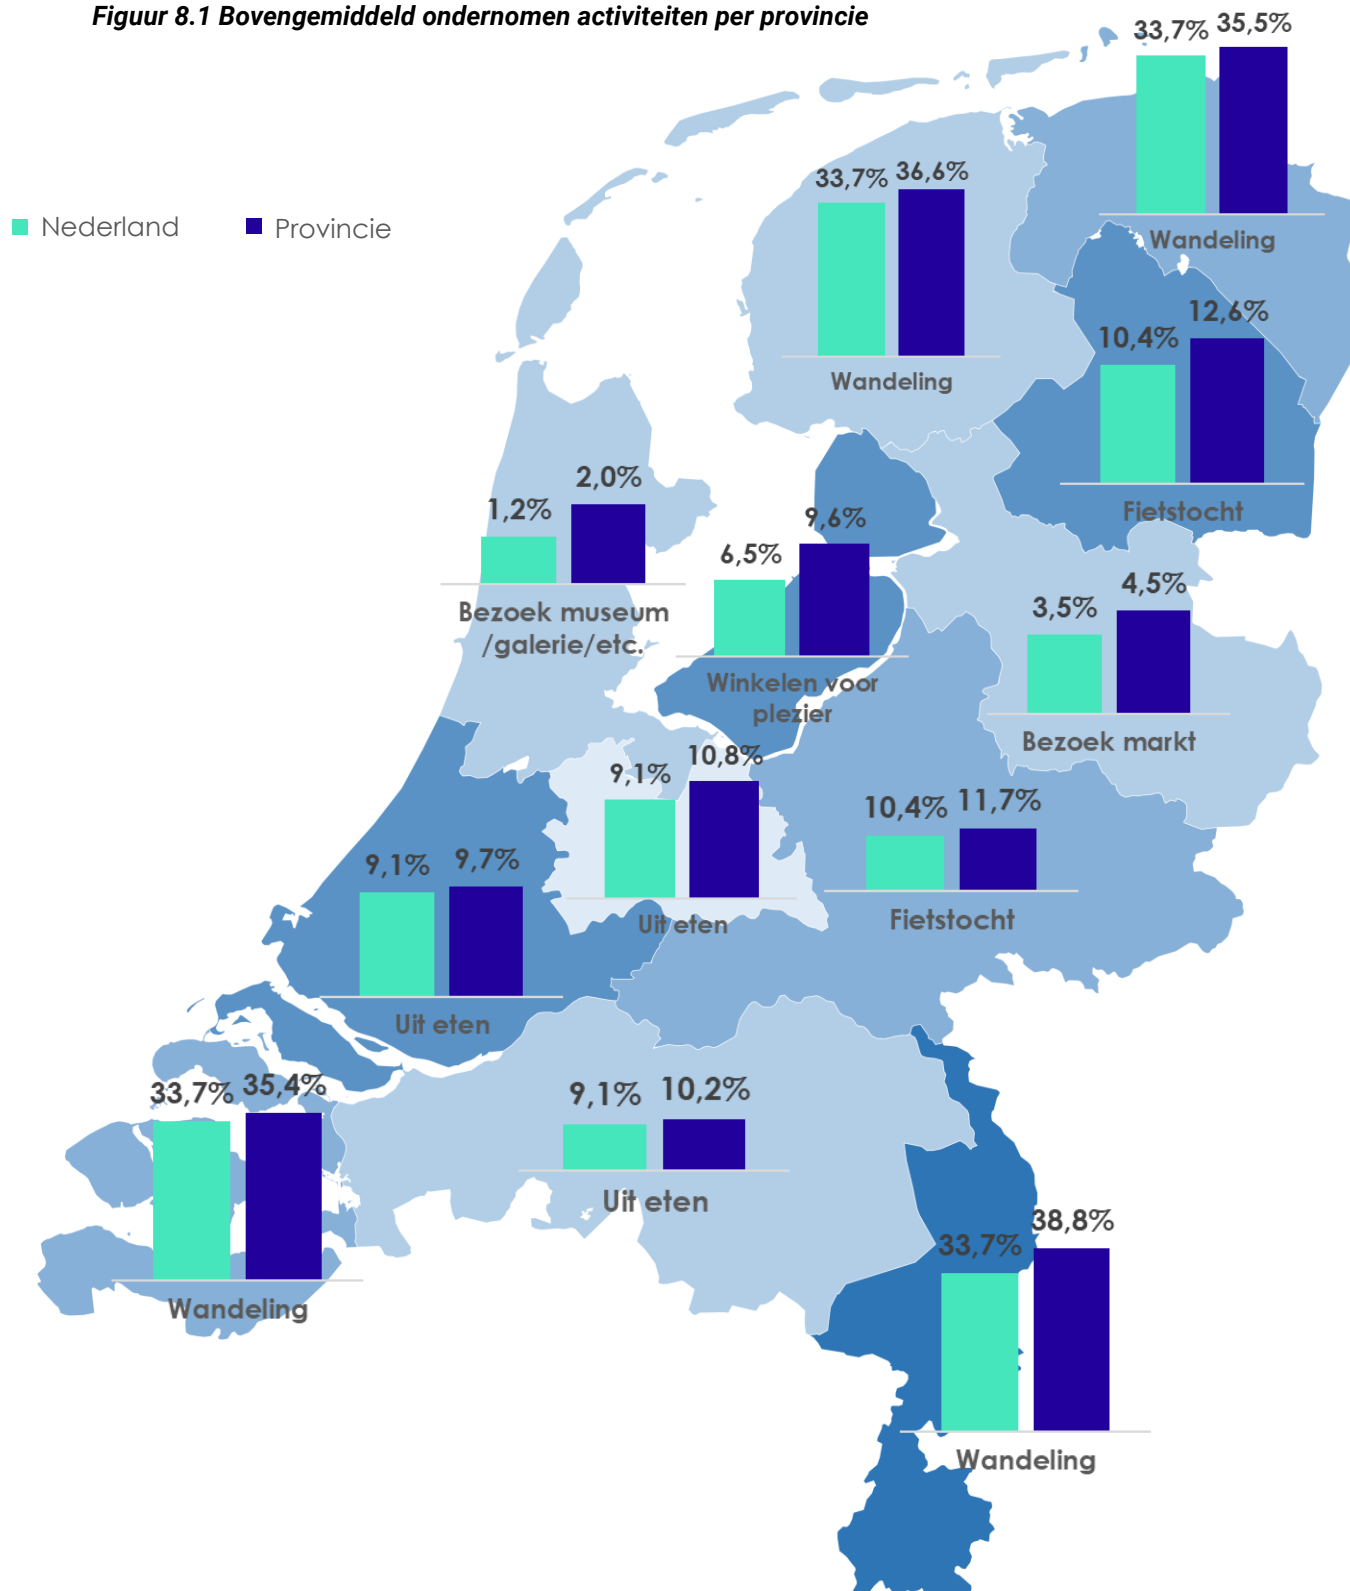 Figuur 8.1 Bovengemiddeld ondernomen activiteiten per provincie
33,7% 35,5%
Wandeling
33,7% 36,6%
Wandeling
Nederland Provincie
10,4% 12,6%
Fietstocht
1,2% 2,0%
Bezoek museum
/galerie/etc.
6,5% 9,6%
Winkelen voor
plezier
3,5% 4,5%
Bezoek markt
9,1% 10,8%
Uit eten
10,4% 11,7%
Fietstocht
9,1% 9,7%
Uit eten
33,7% 35,4%
Wandeling
9,1% 10,2%
Uit eten
33,7% 38,8%
Wandeling